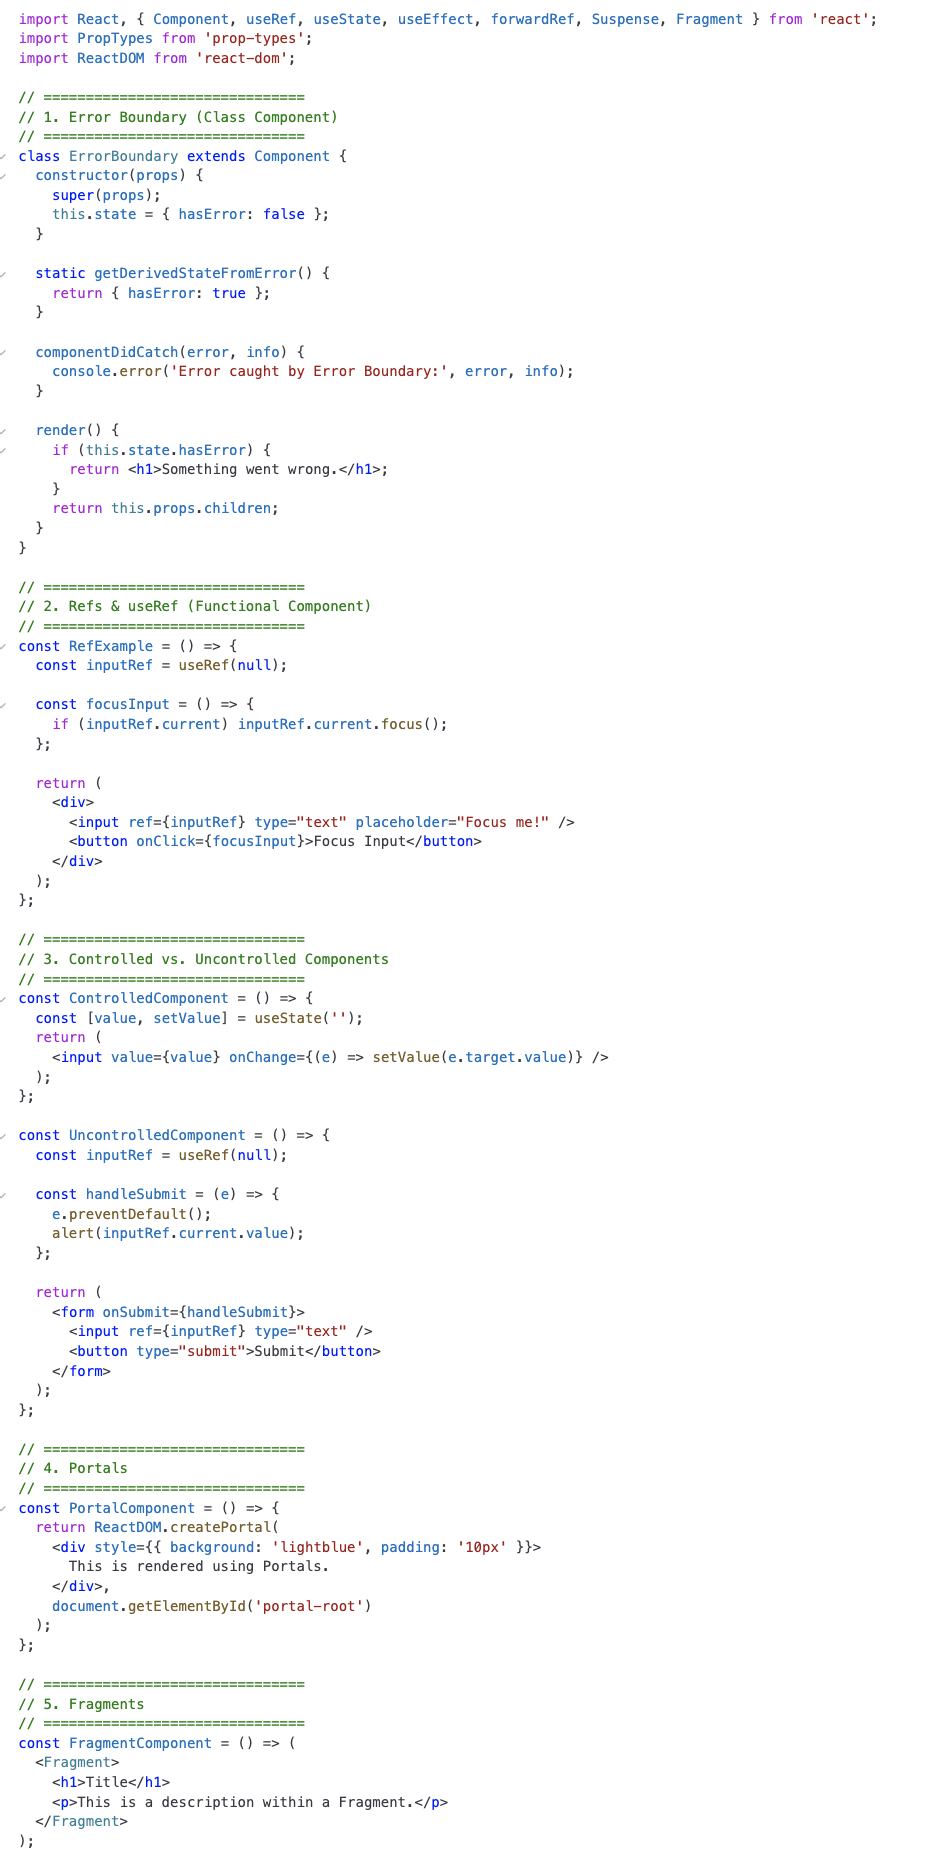 import React, { Component, useRef, useState, useEffect, forwardRef, Suspense, Fragment } from 'react';
import PropTypes from 'prop-types';
import ReactDOM from 'react-dom';

// ===============================
// 1. Error Boundary (Class Component)
// ===============================
class ErrorBoundary extends Component {
  constructor(props) {
    super(props);
    this.state = { hasError: false };
  }

  static getDerivedStateFromError() {
    return { hasError: true };
  }

  componentDidCatch(error, info) {
    console.error('Error caught by Error Boundary:', error, info);
  }

  render() {
    if (this.state.hasError) {
      return <h1>Something went wrong.</h1>;
    }
    return this.props.children;
  }
}

// ===============================
// 2. Refs & useRef (Functional Component)
// ===============================
const RefExample = () => {
  const inputRef = useRef(null);

  const focusInput = () => {
    if (inputRef.current) inputRef.current.focus();
  };

  return (
    <div>
      <input ref={inputRef} type="text" placeholder="Focus me!" />
      <button onClick={focusInput}>Focus Input</button>
    </div>
  );
};

// ===============================
// 3. Controlled vs. Uncontrolled Components
// ===============================
const ControlledComponent = () => {
  const [value, setValue] = useState('');
  return (
    <input value={value} onChange={(e) => setValue(e.target.value)} />
  );
};

const UncontrolledComponent = () => {
  const inputRef = useRef(null);

  const handleSubmit = (e) => {
    e.preventDefault();
    alert(inputRef.current.value);
  };

  return (
    <form onSubmit={handleSubmit}>
      <input ref={inputRef} type="text" />
      <button type="submit">Submit</button>
    </form>
  );
};

// ===============================
// 4. Portals
// ===============================
const PortalComponent = () => {
  return ReactDOM.createPortal(
    <div style={{ background: 'lightblue', padding: '10px' }}>
      This is rendered using Portals.
    </div>,
    document.getElementById('portal-root')
  );
};

// ===============================
// 5. Fragments
// ===============================
const FragmentComponent = () => (
  <Fragment>
    <h1>Title</h1>
    <p>This is a description within a Fragment.</p>
  </Fragment>
);